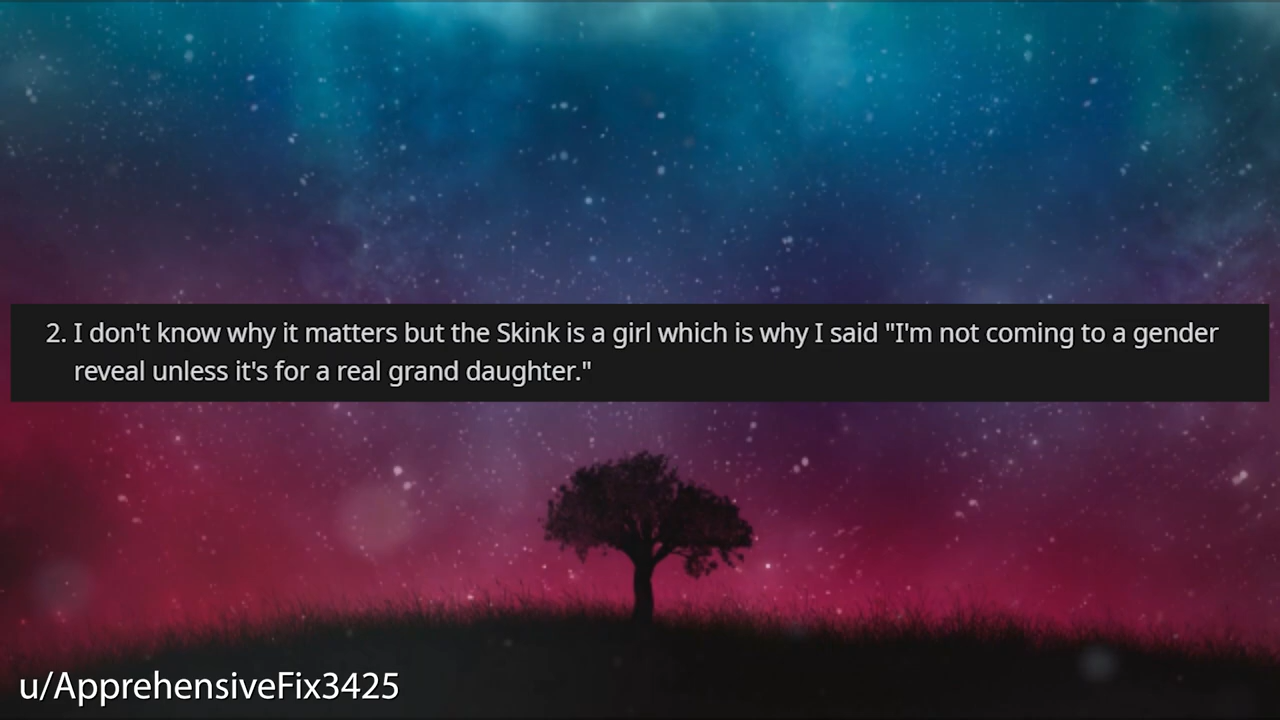 2. I don't know why it matters but the Skink is a girl which is why I said "I'm not coming to a gender
reveal unless it's for a real grand daughter."
u/ApprehensiveFix3425